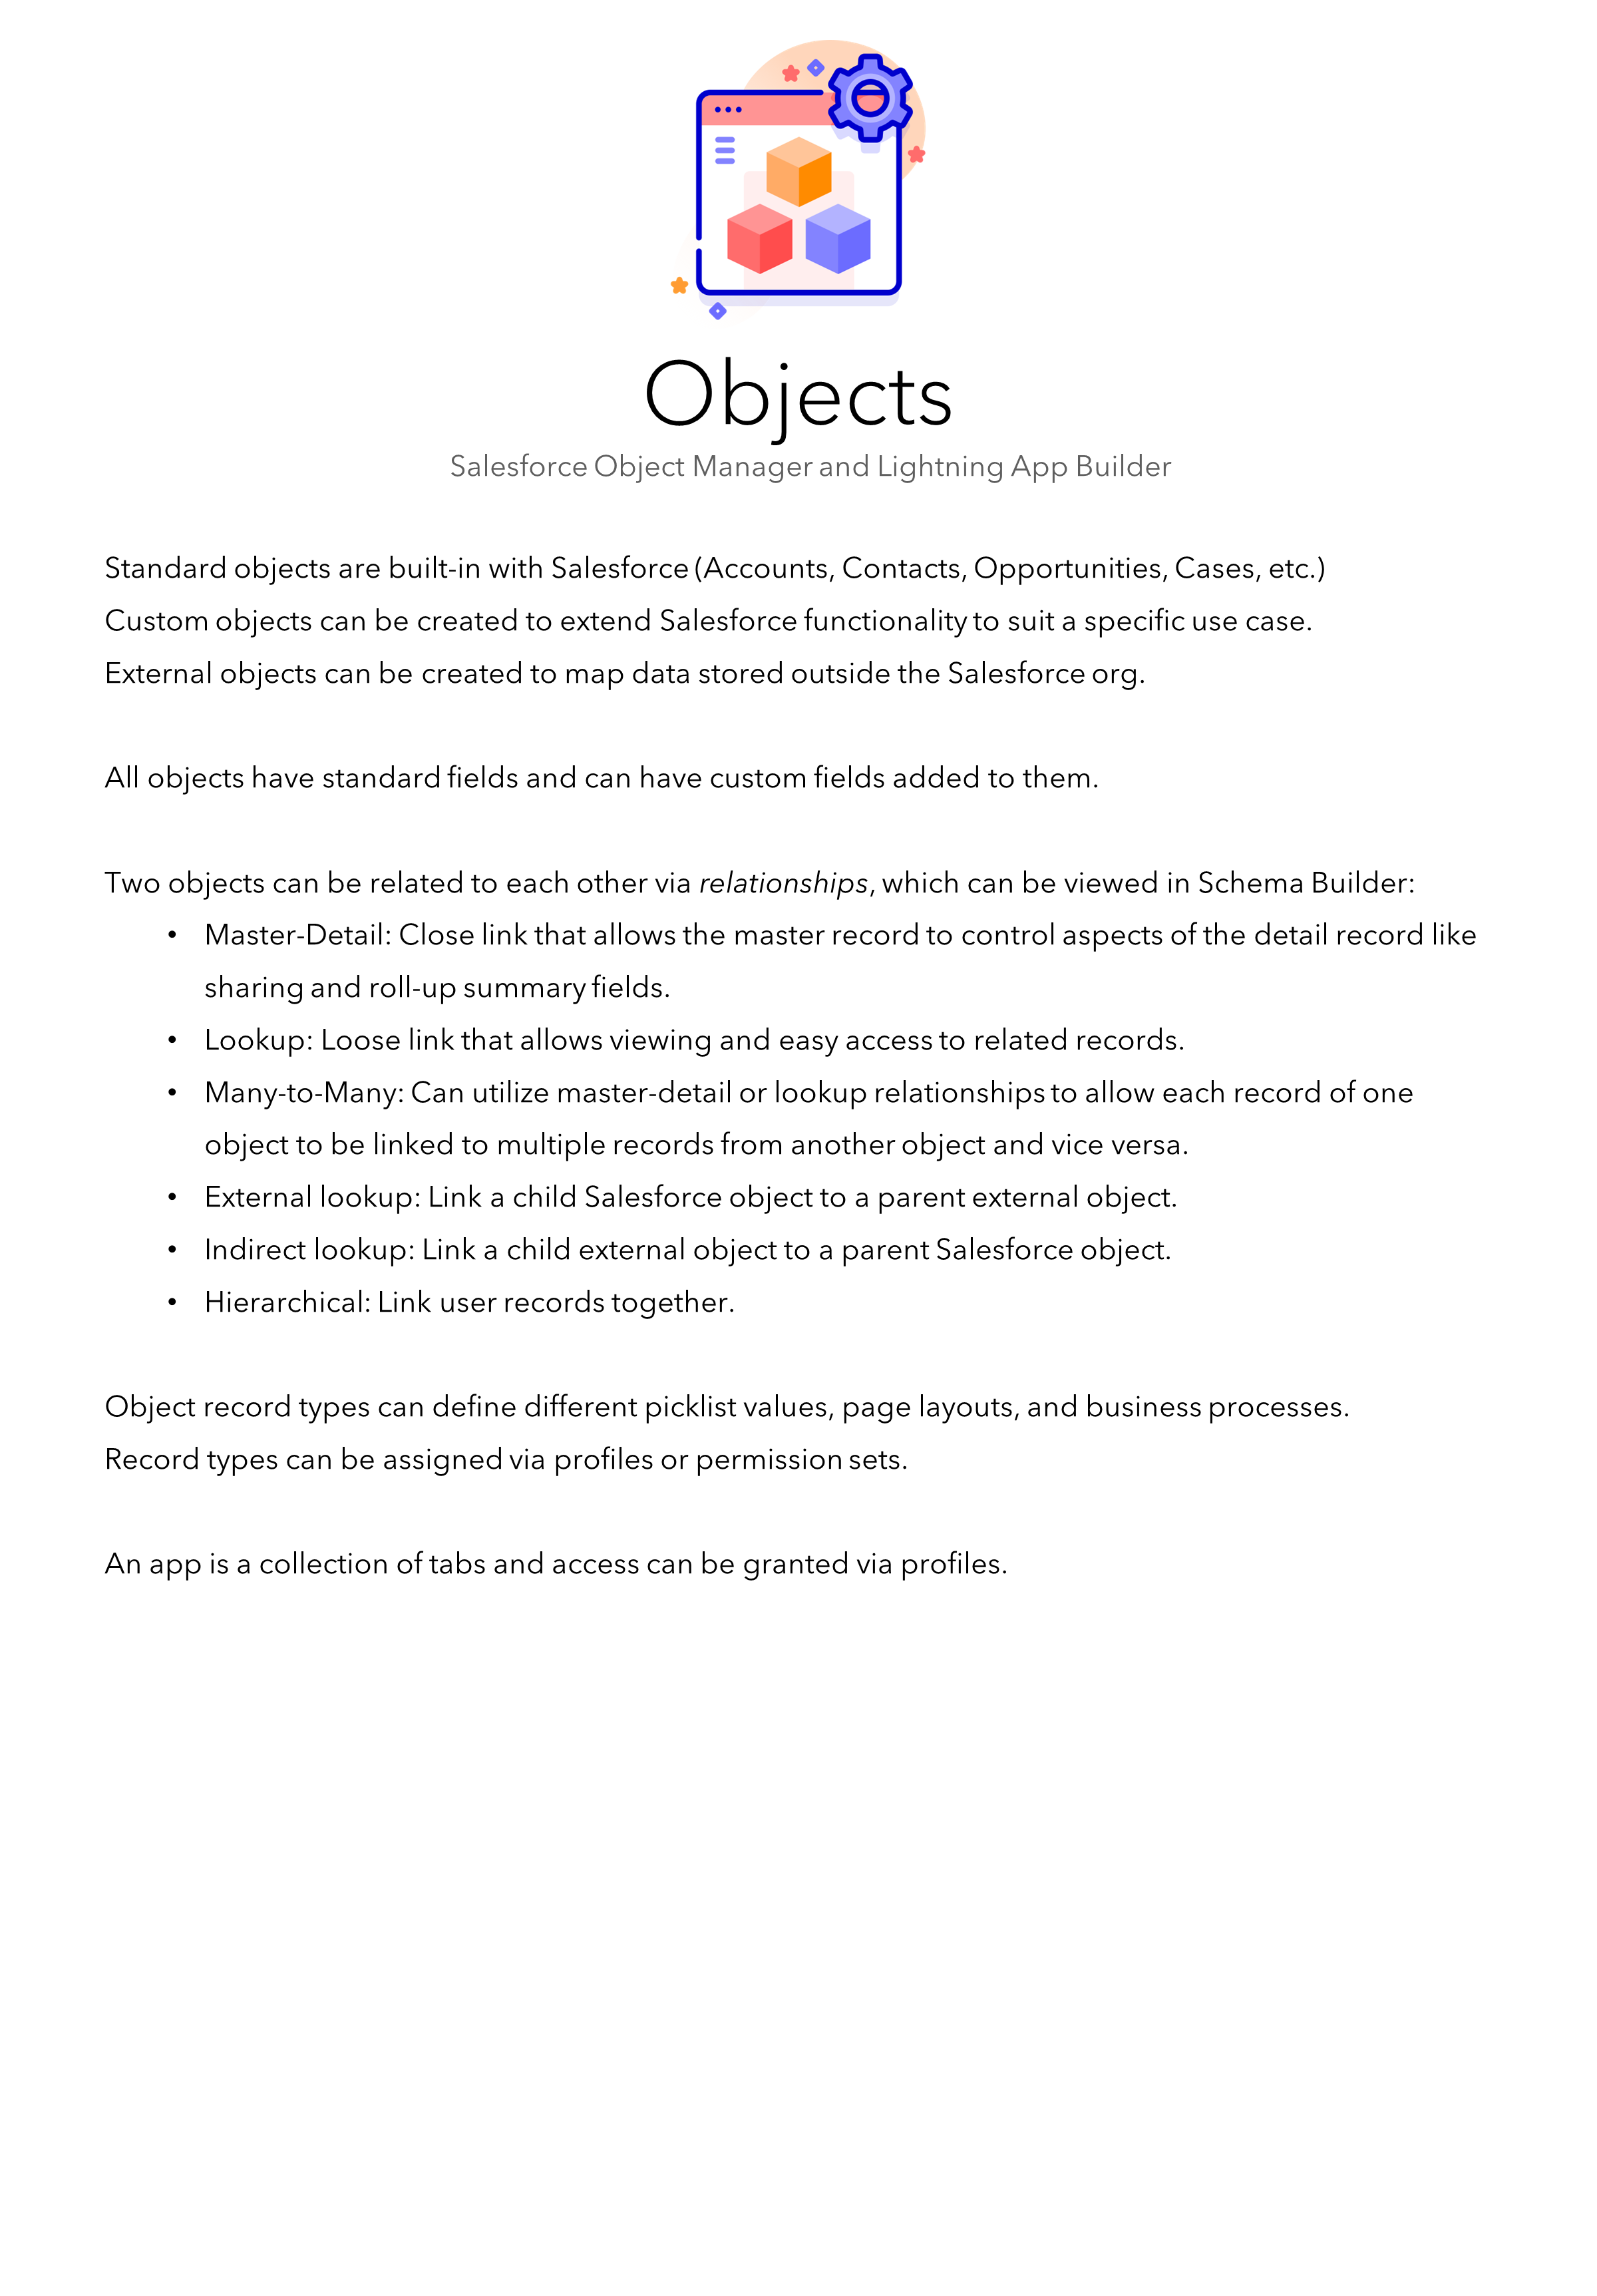 Objects
Salesforce Object Manager and Lightning App Builder
Standard objects are built-in with Salesforce (Accounts, Contacts, Opportunities, Cases, etc.)
Custom objects can be created to extend Salesforce functionality to suit a specific use case.
External objects can be created to map data stored outside the Salesforce org.
All objects have standard fields and can have custom fields added to them.
Two objects can be related to each other via relationships, which can be viewed in Schema Builder:
• Master-Detail: Close link that allows the master record to control aspects of the detail record like
sharing and roll-up summary fields.
• Lookup: Loose link that allows viewing and easy access to related records.
• Many-to-Many: Can utilize master-detail or lookup relationships to allow each record of one
object to be linked to multiple records from another object and vice versa.
• External lookup: Link a child Salesforce object to a parent external object.
• Indirect lookup: Link a child external object to a parent Salesforce object.
• Hierarchical: Link user records together.
Object record types can define different picklist values, page layouts, and business processes.
Record types can be assigned via profiles or permission sets.
An app is a collection of tabs and access can be granted via profiles.